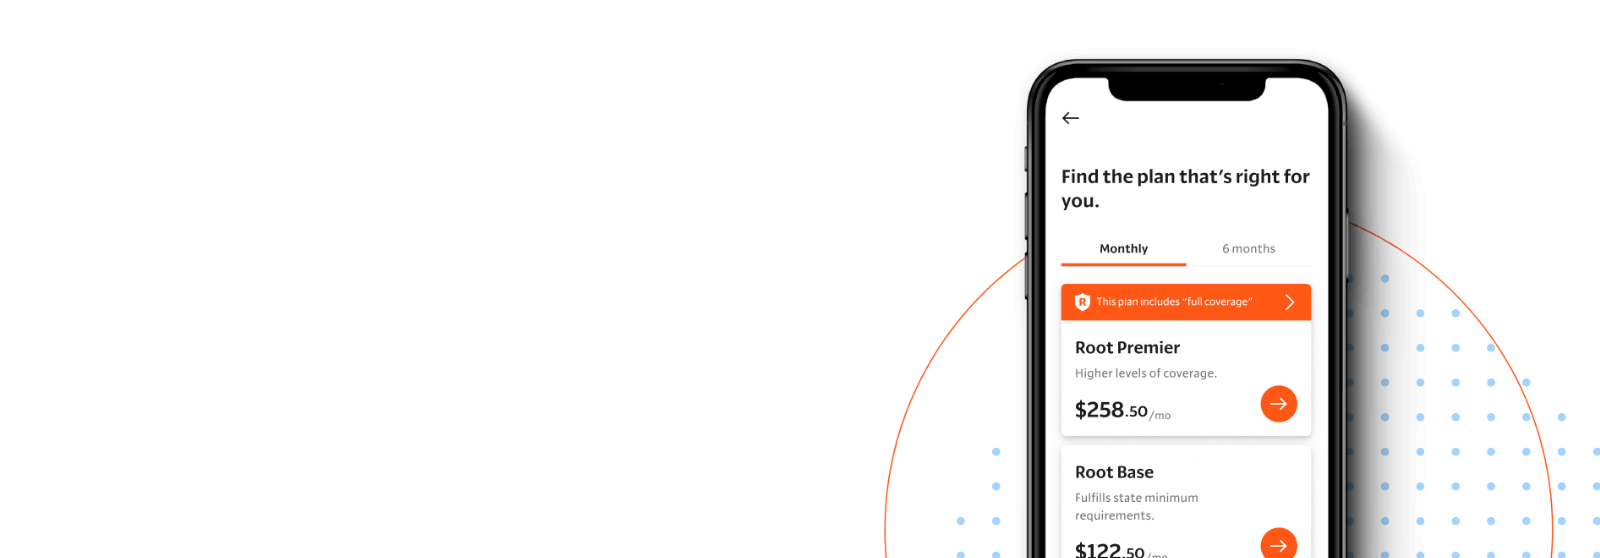 Find the plan that's right for
you.
Monthly
6 months
R
This plan includes “full coverage”
Root Premier
Higher levels of coverage.
$258.50/mo
Root Base
Fulfills state minimum
requirements.
$122.50/mo